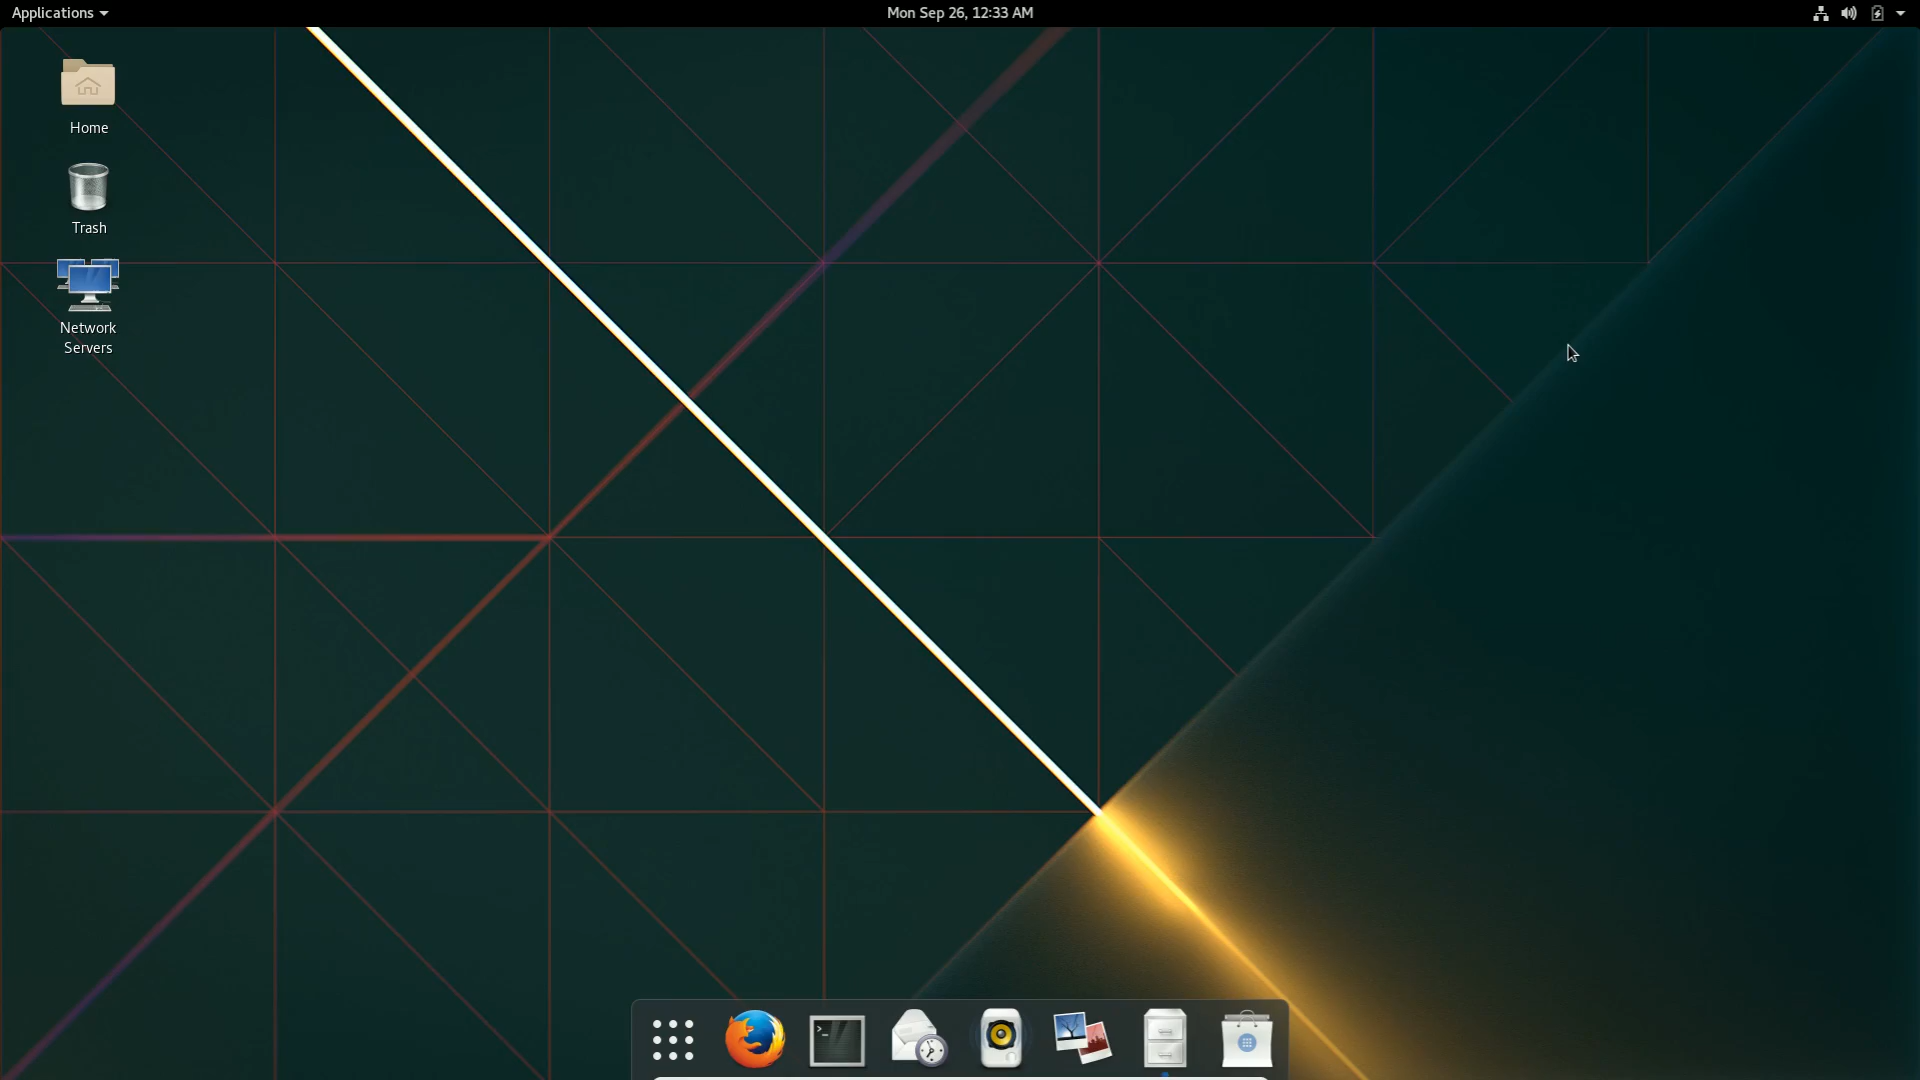 Applications
Mon Sep 26, 12:33 AM
Home
Trash
Network
Servers
>_